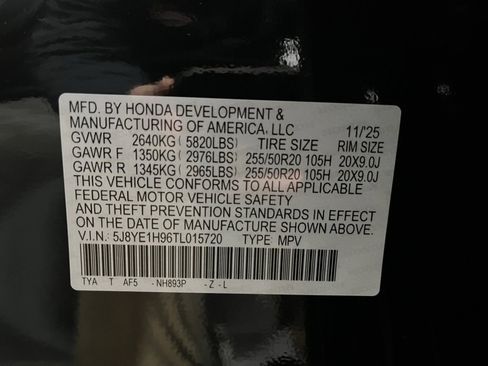 MFD. BY HONDA DEVELOPMENT &
MANUFACTURING OF AMERICA, LLC 11/'25
GVWR 2640KG ( 5820LBS) TIRE SIZE RIM SIZE
GAWR F 1350KG ( 2976LBS) 255/50R20 105H 20X9.0J
GAWR R 1345KG ( 2965LBS) 255/50R20 105H 20X9.0J
THIS VEHICLE CONFORMS TO ALL APPLICABLE
FEDERAL MOTOR VEHICLE SAFETY
AND THEFT PREVENTION STANDARDS IN EFFECT
ON THE DATE OF MANUFACTURE SHOWN ABOVE.
V.I.N.: 5J8YE1H96TL015720 TYPE: MPV
TYA T AF5 - NH893P - Z - L